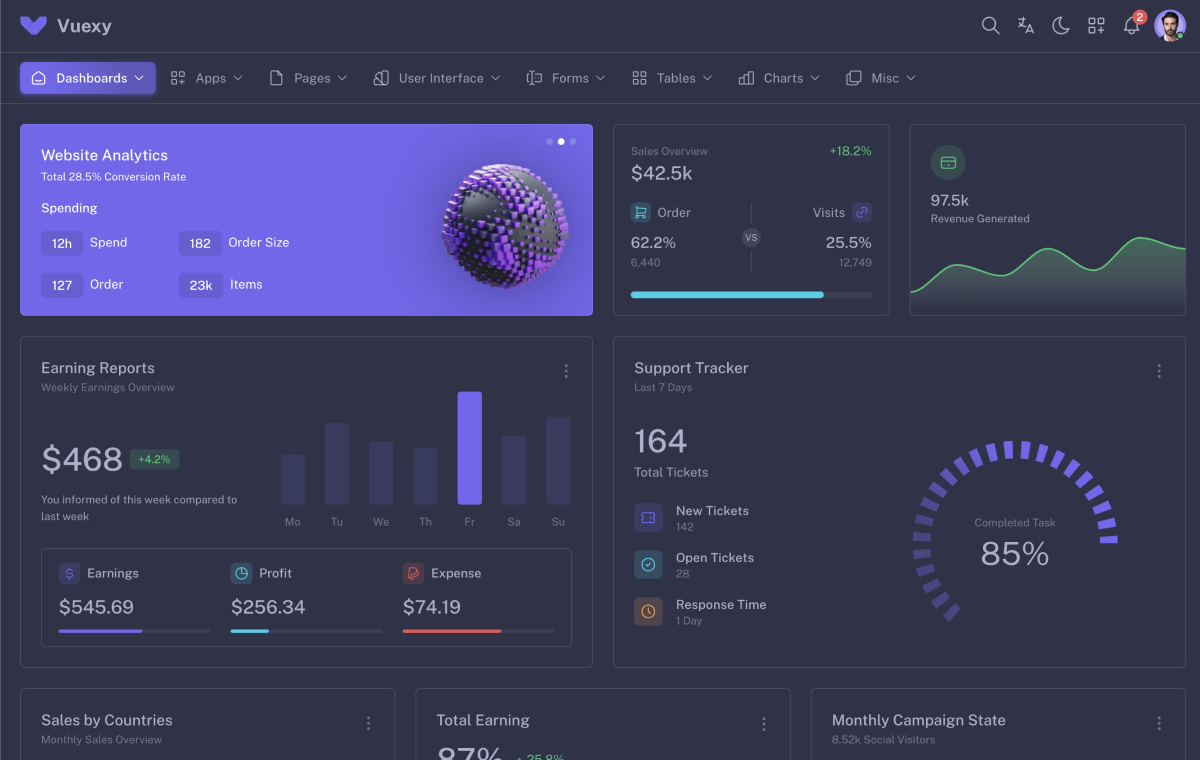 Vuexy
2
Dashboards
Apps
Pages
User Interface
Forms
Tables
Charts
Misc
Website Analytics
Total 28.5% Conversion Rate
Spending
12h Spend
182 Order Size
127 Order
23k Items
Sales Overview
+18.2%
$42.5k
Order
Visits
VS
62.2%
25.5%
6,440
12,749
97.5k
Revenue Generated
Earning Reports
Weekly Earnings Overview
$468 +4.2%
You informed of this week compared to
last week
Mo Tu We Th Fr Sa Su
Earnings
$545.69
Profit
$256.34
Expense
$74.19
Support Tracker
Last 7 Days
164
Total Tickets
New Tickets
142
Open Tickets
28
Response Time
1 Day
Completed Task
85%
Sales by Countries
Monthly Sales Overview
Total Earning
87% 25.8%
Monthly Campaign State
8.52k Social Visitors